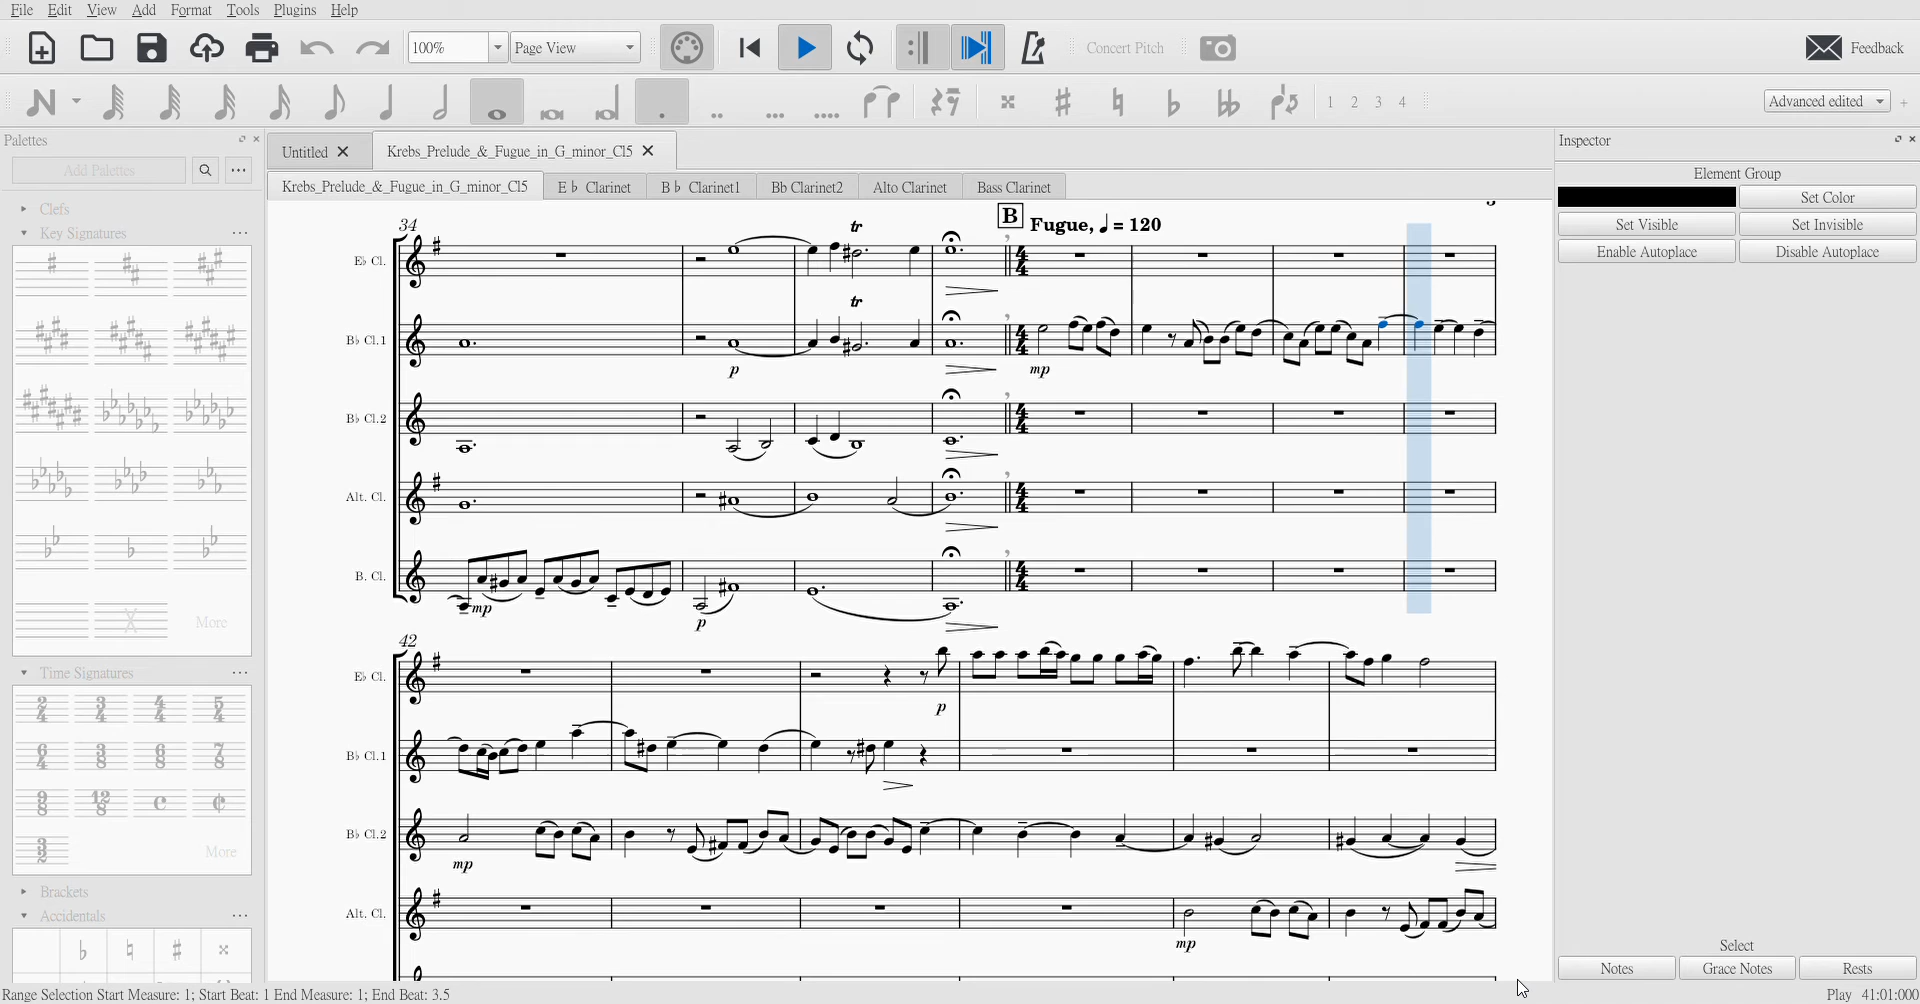 File Edit View Add Format Tools Plugins Help
100% Page View Concert Pitch Feedback
1 2 3 4 Advanced edited +
Palettes
Add Palettes
Clefs
Key Signatures
More
Time Signatures
More
Brackets
Accidentals
Untitled Krebs_Prelude_&_Fugue_in_G_minor_Cl5
Krebs_Prelude_&_Fugue_in_G_minor_Cl5 E♭ Clarinet B♭ Clarinet1 Bb Clarinet2 Alto Clarinet Bass Clarinet
34 B Fugue, ♩ = 120
tr
E♭ Cl.
tr
B♭ Cl.1
p mp
B♭ Cl.2
Alt. Cl.
B. Cl.
mp p
42
E♭ Cl.
p
B♭ Cl.1
B♭ Cl.2
mp
Alt. Cl.
mp
Inspector
Element Group
Set Color
Set Visible Set Invisible
Enable Autoplace Disable Autoplace
Select
Notes Grace Notes Rests
Range Selection Start Measure: 1; Start Beat: 1 End Measure: 1; End Beat: 3.5 Play 41:01:000